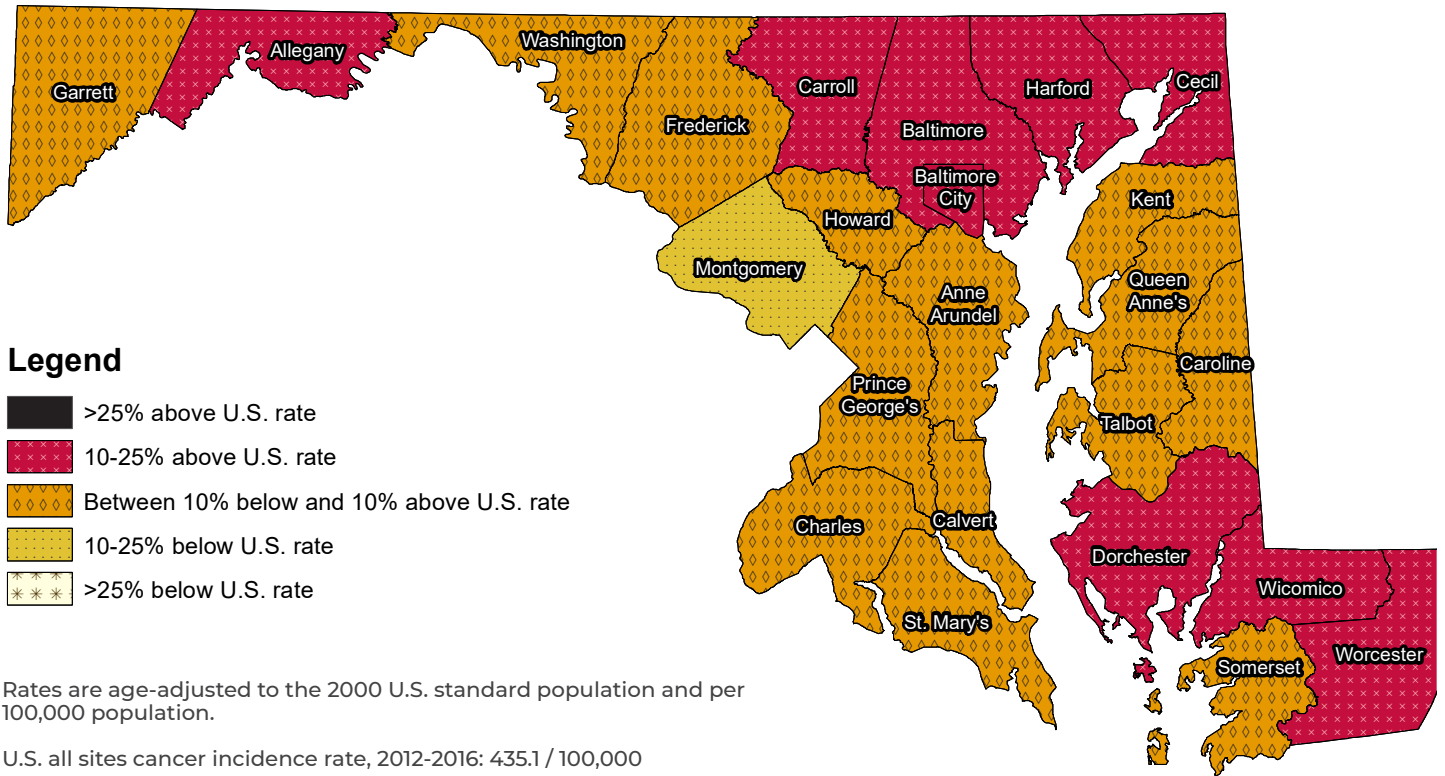 Garrett
Allegany
Washington
Frederick
Carroll
Baltimore
Baltimore
City
Harford
Cecil
Howard
Montgomery
Kent
Queen
Anne's
Anne
Arundel
Caroline
Prince
George's
Talbot
Charles
Calvert
Dorchester
St. Mary's
Wicomico
Somerset
Worcester
Legend
>25% above U.S. rate
10-25% above U.S. rate
Between 10% below and 10% above U.S. rate
10-25% below U.S. rate
>25% below U.S. rate
Rates are age-adjusted to the 2000 U.S. standard population and per
100,000 population.
U.S. all sites cancer incidence rate, 2012-2016: 435.1 / 100,000